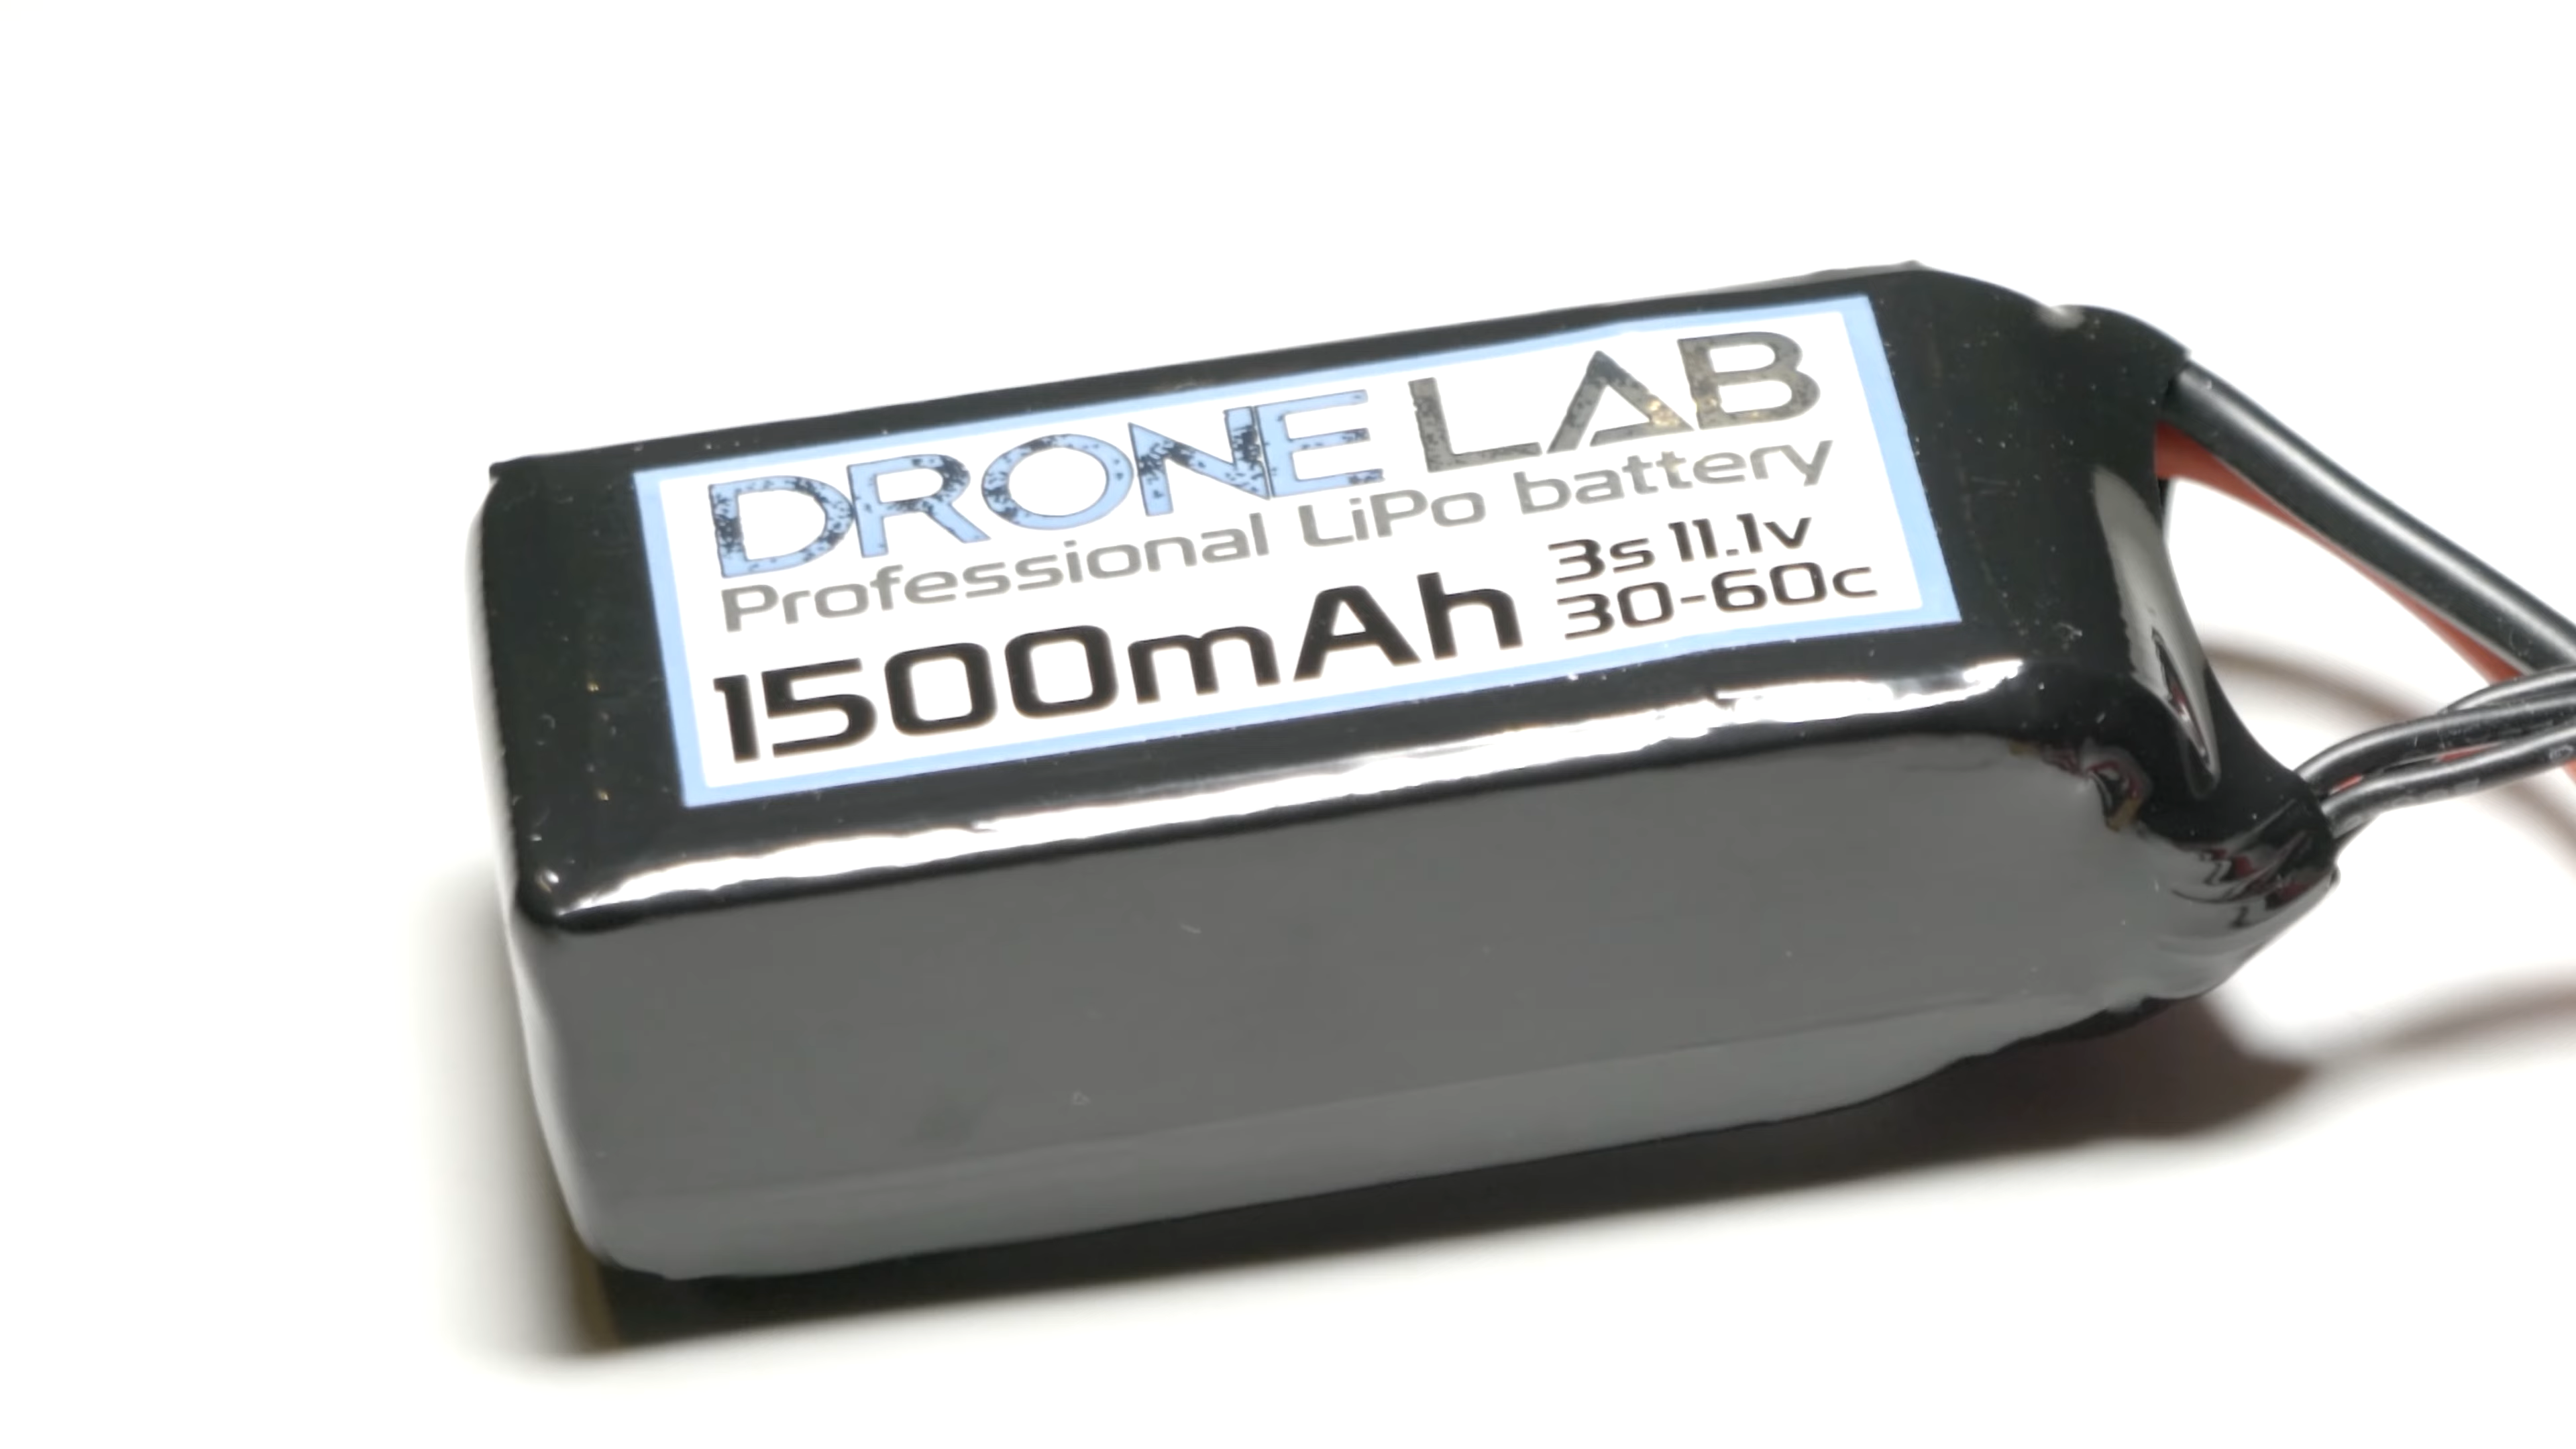 DRONE LAB
Professional LiPo battery
1500mAh
3s 11.1v
30-60c